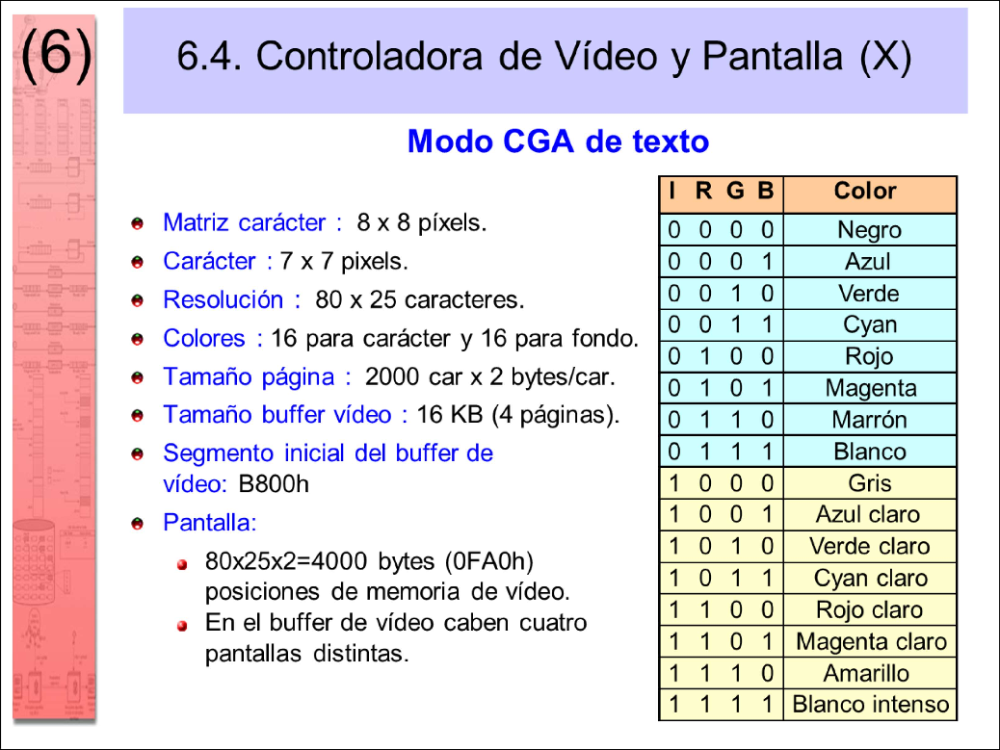 (6)
6.4. Controladora de Vídeo y Pantalla (X)
Modo CGA de texto
Matriz carácter : 8 x 8 píxels.
Carácter : 7 x 7 pixels.
Resolución : 80 x 25 caracteres.
Colores : 16 para carácter y 16 para fondo.
Tamaño página : 2000 car x 2 bytes/car.
Tamaño buffer vídeo : 16 KB (4 páginas).
Segmento inicial del buffer de
vídeo: B800h
Pantalla:
80x25x2=4000 bytes (0FA0h)
posiciones de memoria de vídeo.
En el buffer de vídeo caben cuatro
pantallas distintas.
I R G B Color
0 0 0 0 Negro
0 0 0 1 Azul
0 0 1 0 Verde
0 0 1 1 Cyan
0 1 0 0 Rojo
0 1 0 1 Magenta
0 1 1 0 Marrón
0 1 1 1 Blanco
1 0 0 0 Gris
1 0 0 1 Azul claro
1 0 1 0 Verde claro
1 0 1 1 Cyan claro
1 1 0 0 Rojo claro
1 1 0 1 Magenta claro
1 1 1 0 Amarillo
1 1 1 1 Blanco intenso